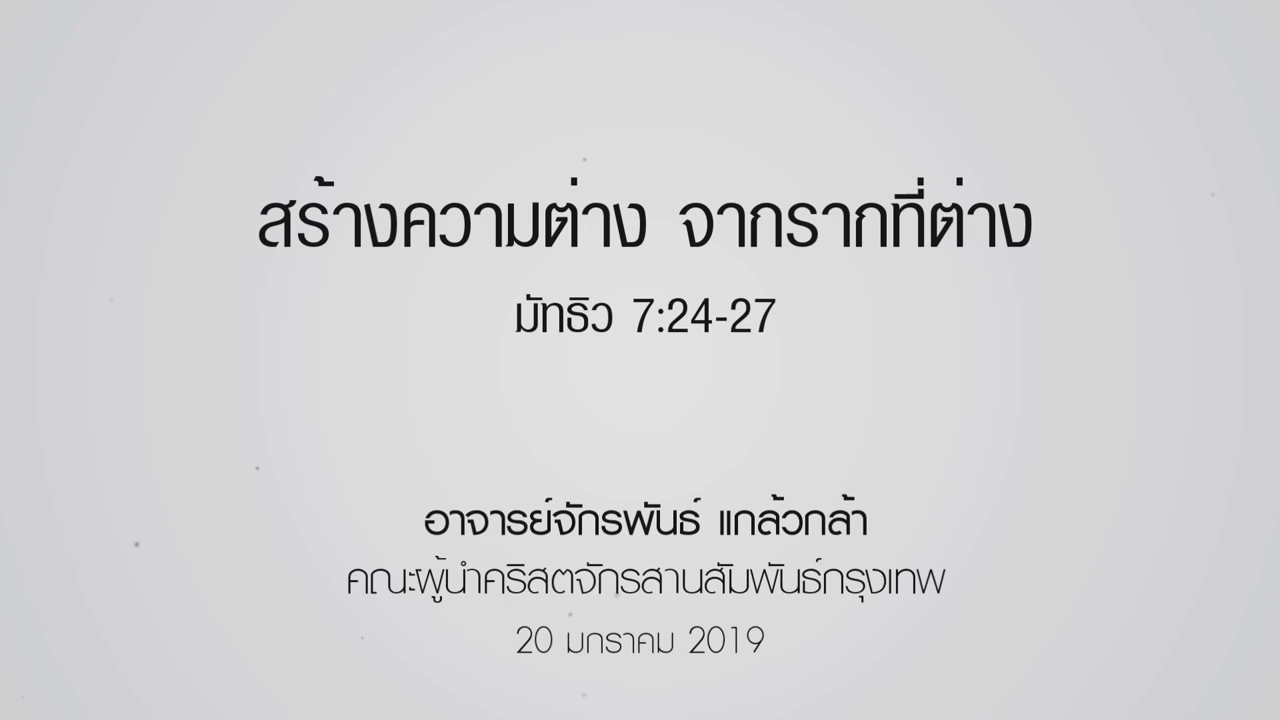 สร้างความต่าง จากรากที่ต่าง
มัทธิว 7:24-27
อาจารย์จักรพันธ์ แกล้วกล้า
คณะผู้นำคริสตจักรสานสัมพันธ์กรุงเทพ
20 มกราคม 2019